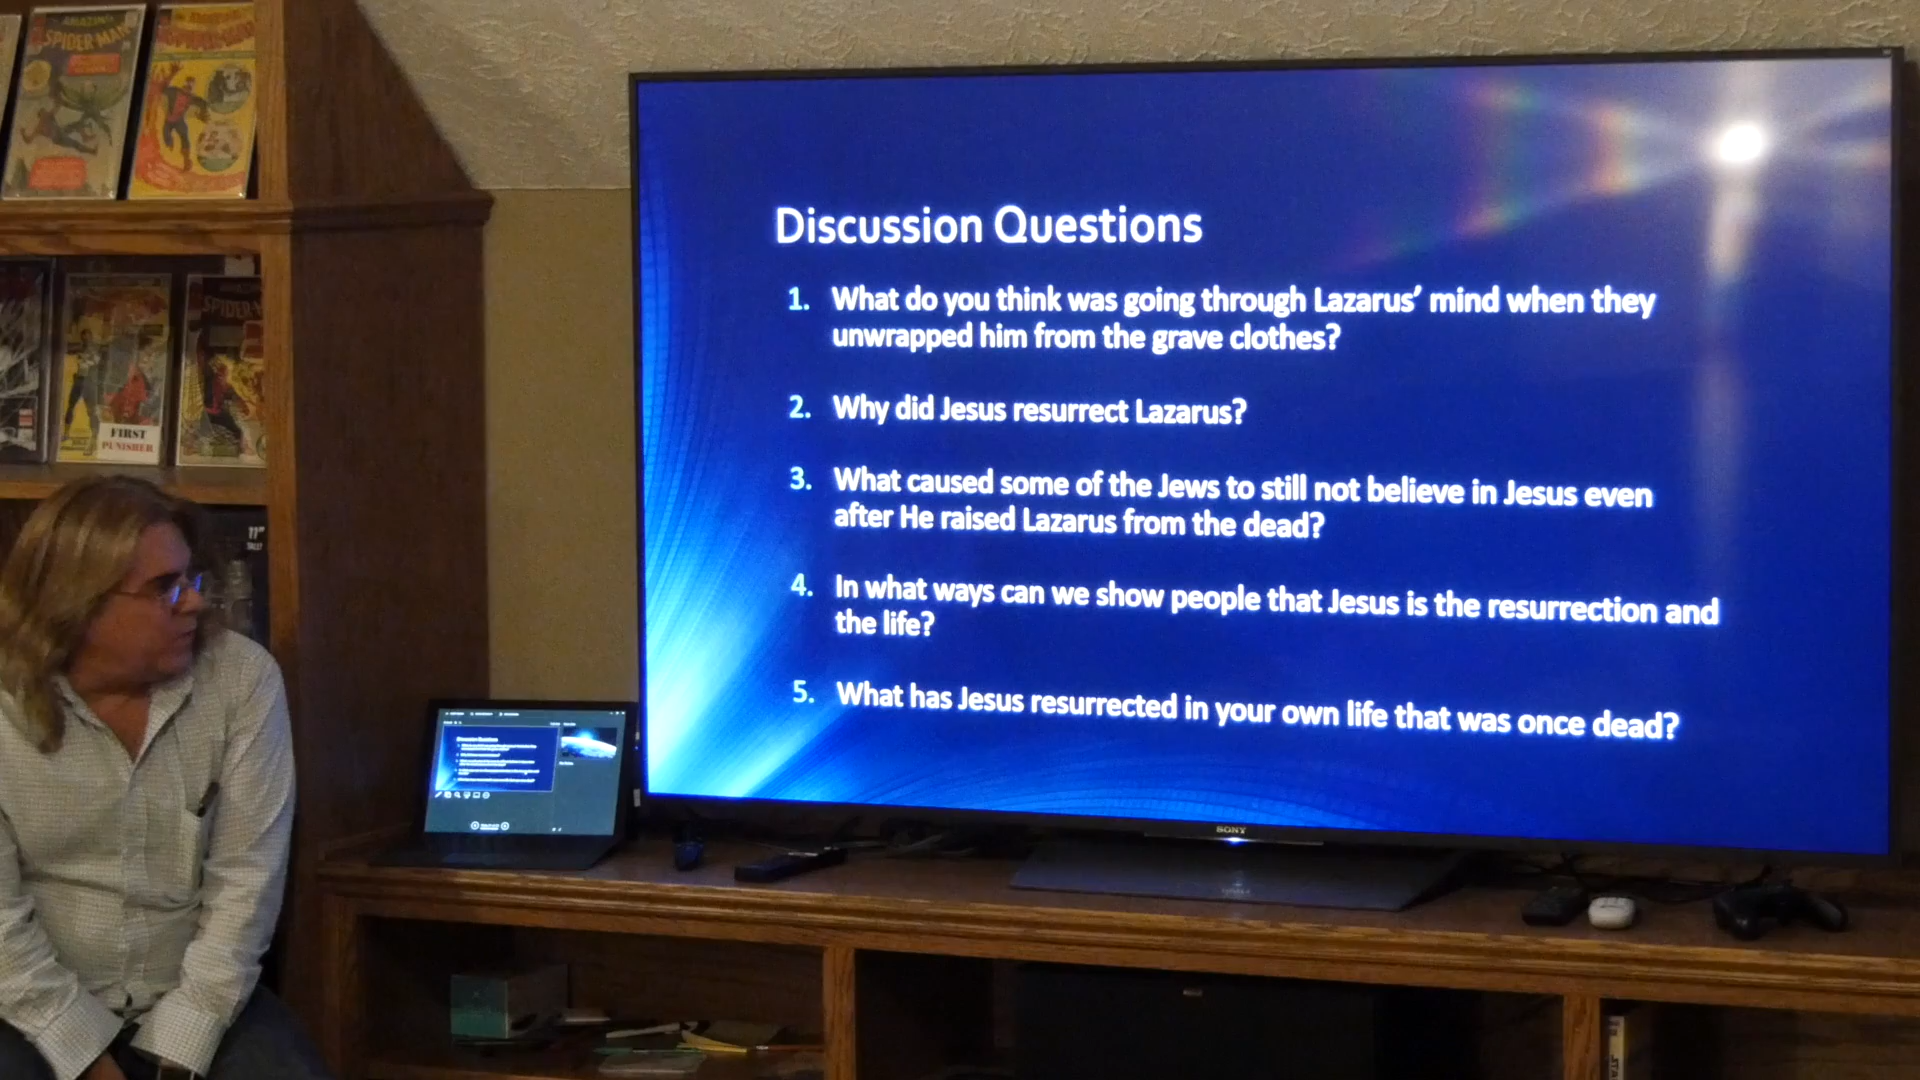 AMAZING
SPIDER-MAN
FIRST
PUNISHER
SPIDER-M
11"
TALL!
Discussion Questions
1. What do you think was going through Lazarus’ mind when they
unwrapped him from the grave clothes?
2. Why did Jesus resurrect Lazarus?
3. What caused some of the Jews to still not believe in Jesus even
after He raised Lazarus from the dead?
4. In what ways can we show people that Jesus is the resurrection and
the life?
5. What has Jesus resurrected in your own life that was once dead?
SONY